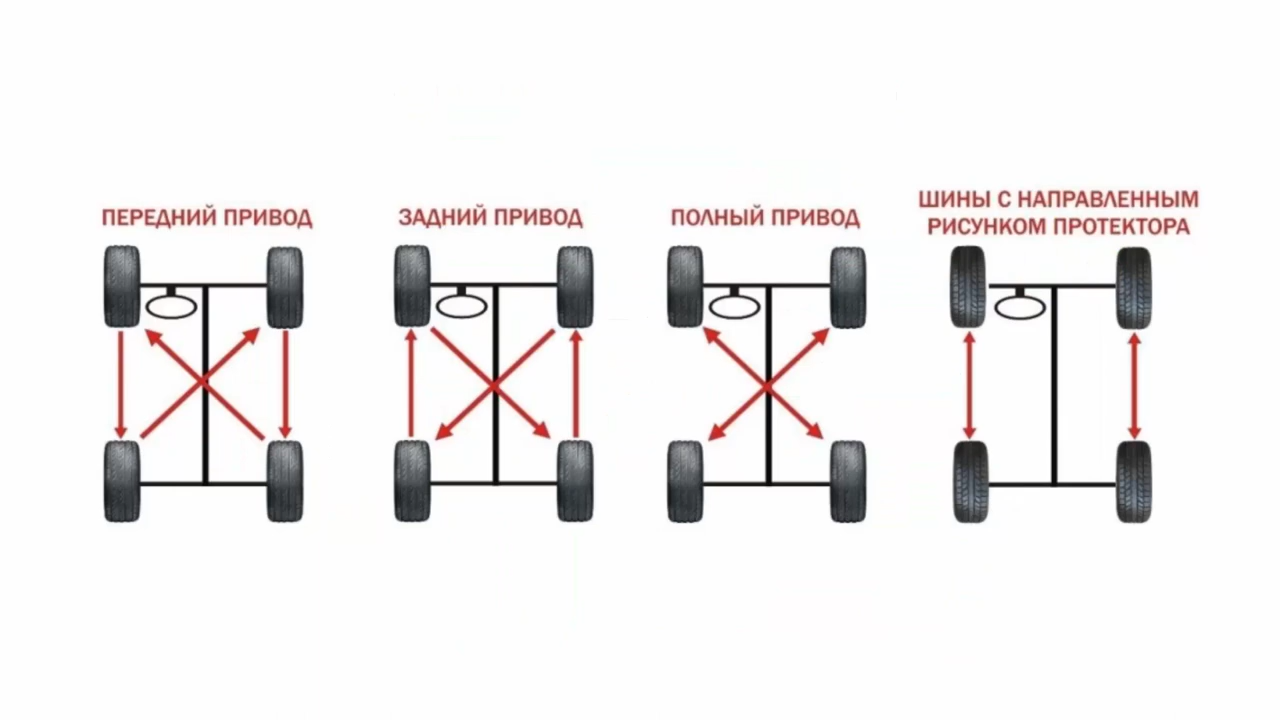 ПЕРЕДНИЙ ПРИВОД
ЗАДНИЙ ПРИВОД
ПОЛНЫЙ ПРИВОД
ШИНЫ С НАПРАВЛЕННЫМ
РИСУНКОМ ПРОТЕКТОРА